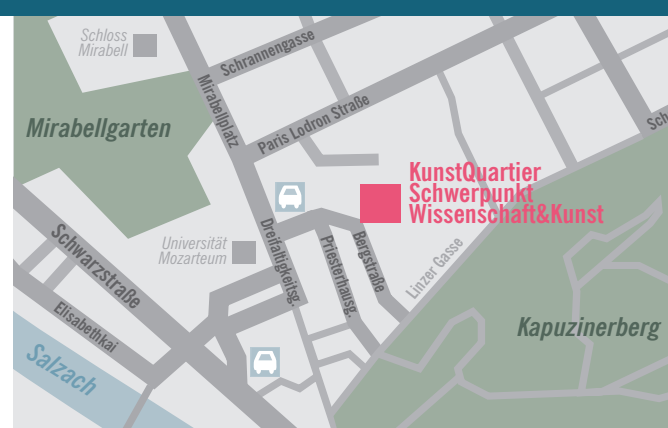 Schloss
Mirabell
Schrannengasse
Mirabellplatz
Paris Lodron Straße
Mirabellgarten
KunstQuartier
Schwerpunkt
Wissenschaft&Kunst
Sch
Universität
Mozarteum
Dreifaltigkeitsg.
Priesterhausg.
Bergstraße
Linzer Gasse
Schwarzstraße
Elisabethkai
Salzach
Kapuzinerberg